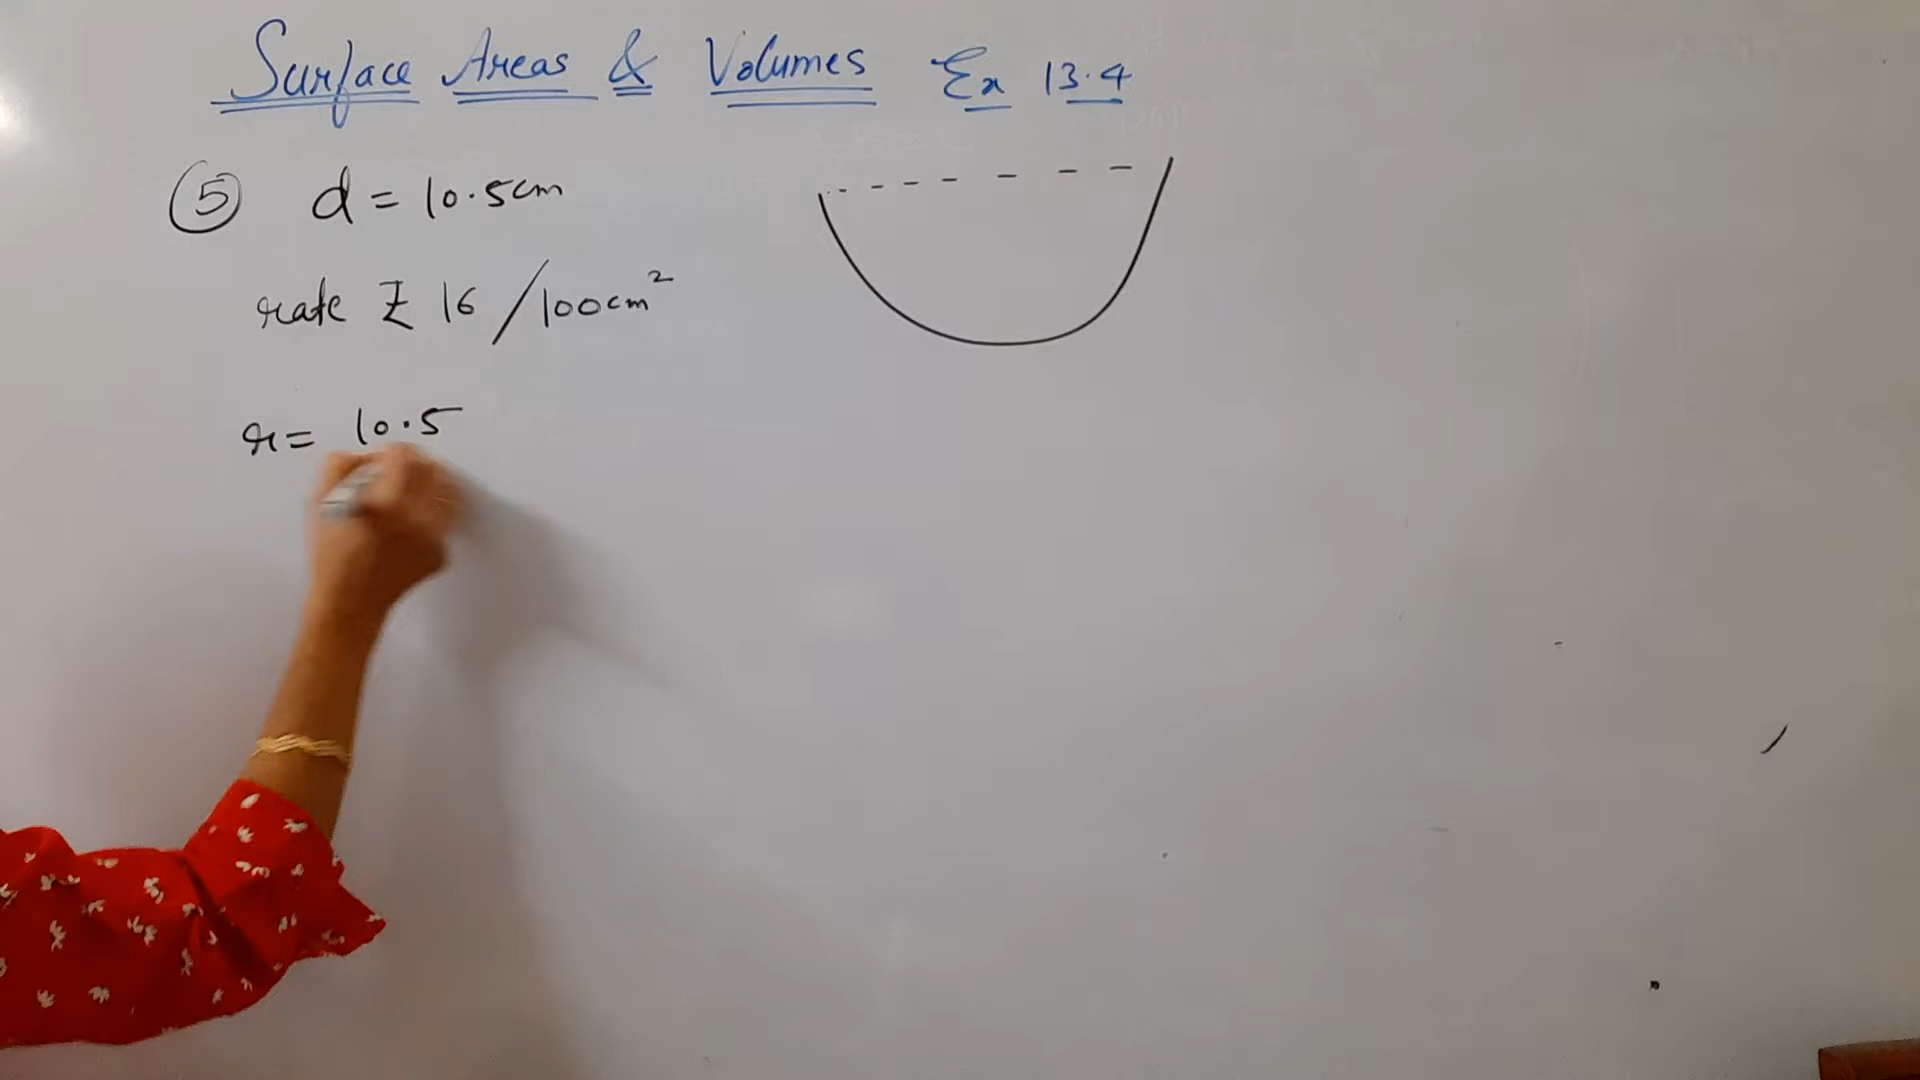 Surface Areas & Volumes Ex 13.4
⑤ d = 10.5cm
rate ₹ 16 / 100cm²
r = 10.5